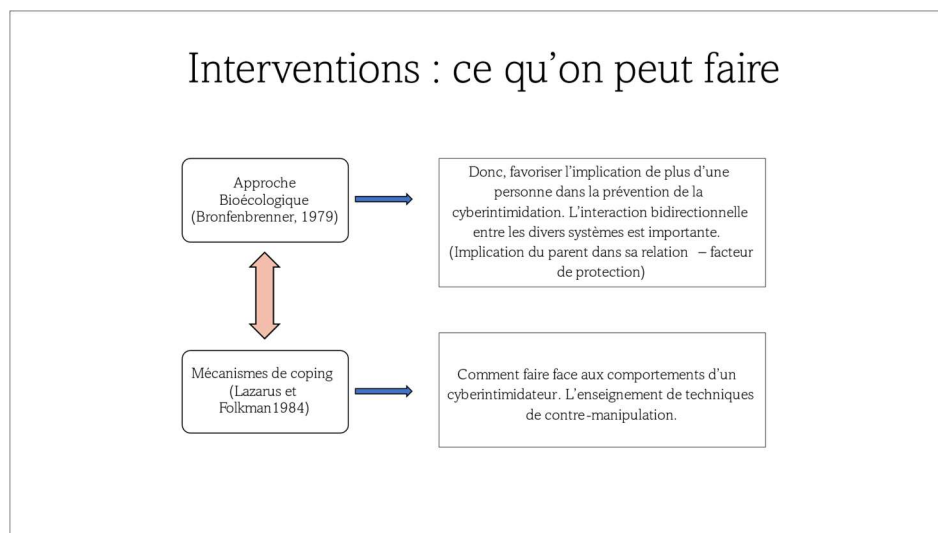 Interventions : ce qu'on peut faire
Approche
Bioécologique
(Bronfenbrenner, 1979)
Donc, favoriser l'implication de plus d'une
personne dans la prévention de la
cyberintimidation. L'interaction bidirectionnelle
entre les divers systèmes est importante.
(Implication du parent dans sa relation – facteur
de protection)
Mécanismes de coping
(Lazarus et
Folkman1984)
Comment faire face aux comportements d'un
cyberintimidateur. L'enseignement de techniques
de contre-manipulation.